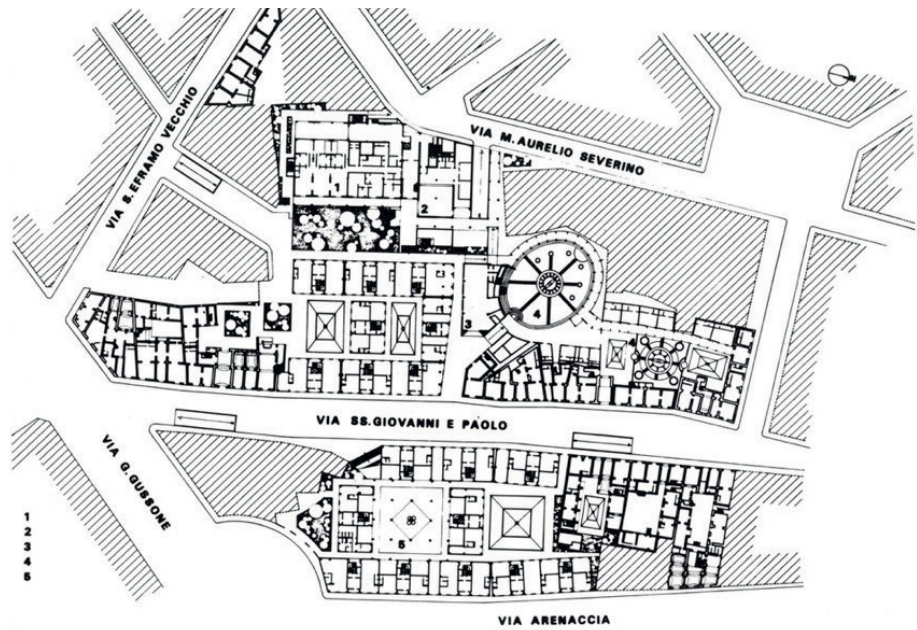 VIA S. EFRAMO VECCHIO
VIA M. AURELIO SEVERINO
1
2
3
4
VIA SS. GIOVANNI E PAOLO
VIA G. GUSSONE
5
1
2
3
4
5
VIA ARENACCIA